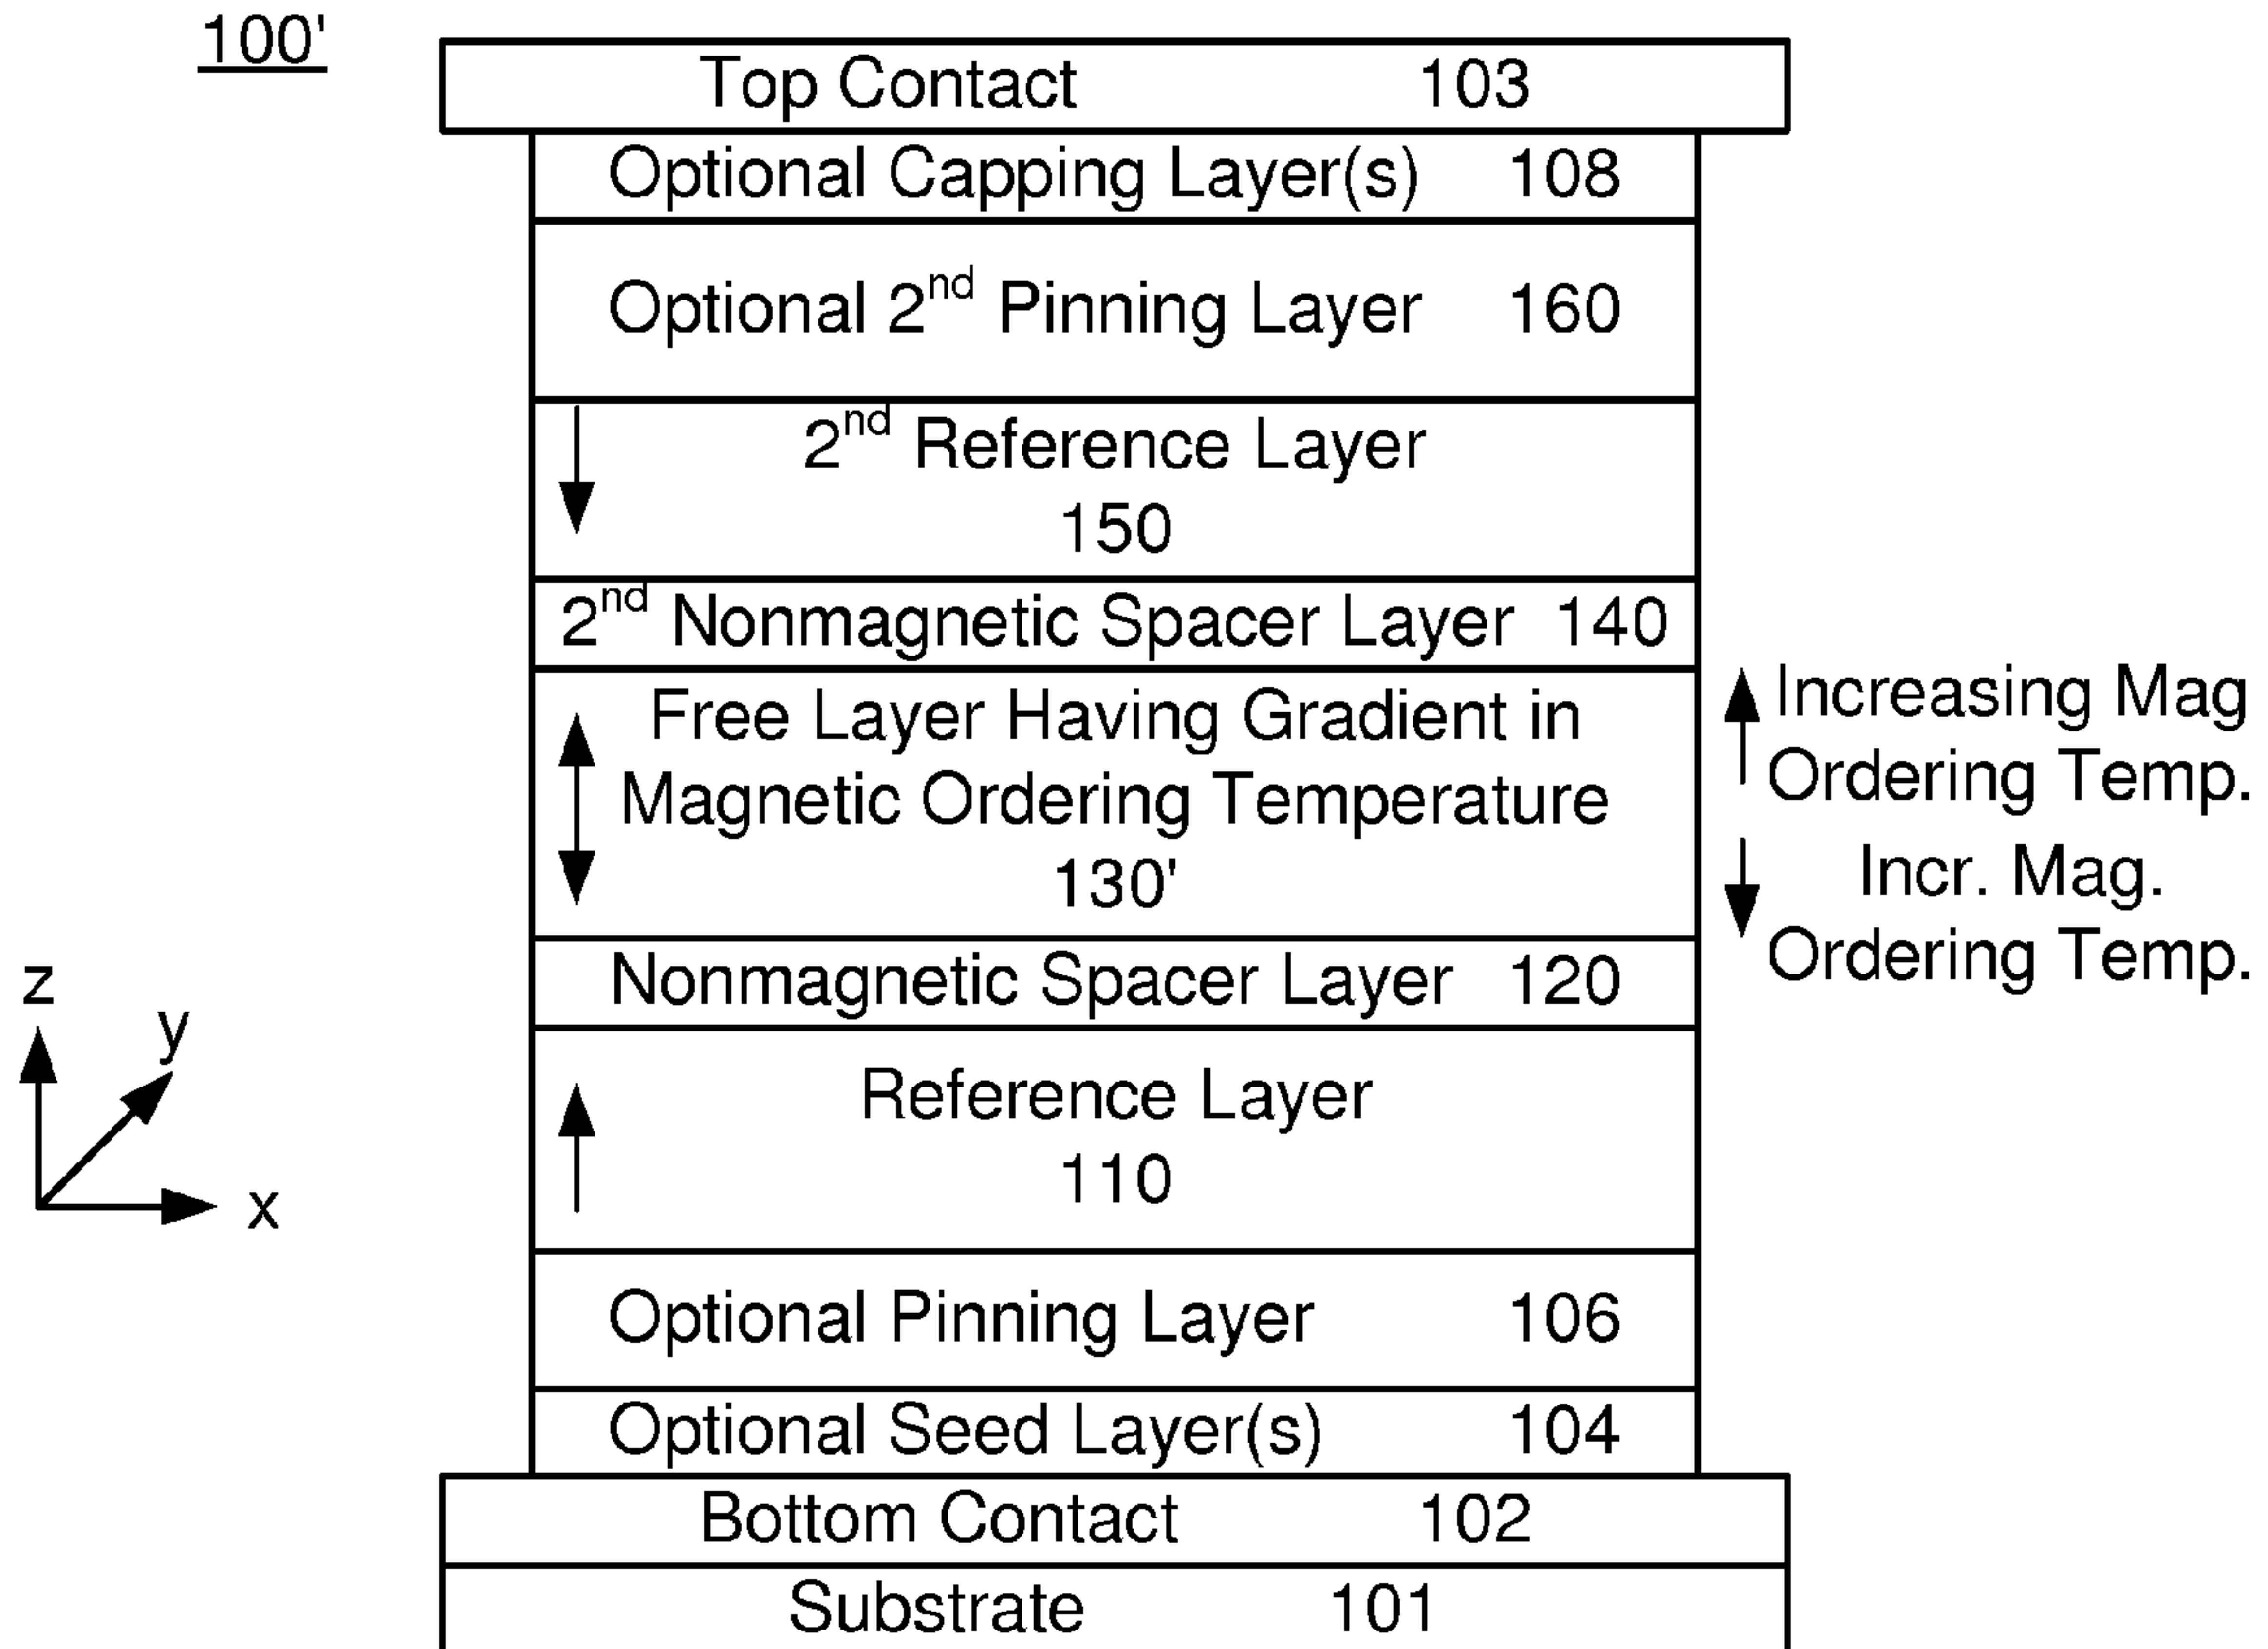 100'
Top Contact 103
Optional Capping Layer(s) 108
Optional 2nd Pinning Layer 160
2nd Reference Layer
150
2nd Nonmagnetic Spacer Layer 140
Free Layer Having Gradient in
Magnetic Ordering Temperature
130'
Increasing Mag
Ordering Temp.
Incr. Mag.
Ordering Temp.
Nonmagnetic Spacer Layer 120
Reference Layer
110
Optional Pinning Layer 106
Optional Seed Layer(s) 104
Bottom Contact 102
Substrate 101
z
y
x